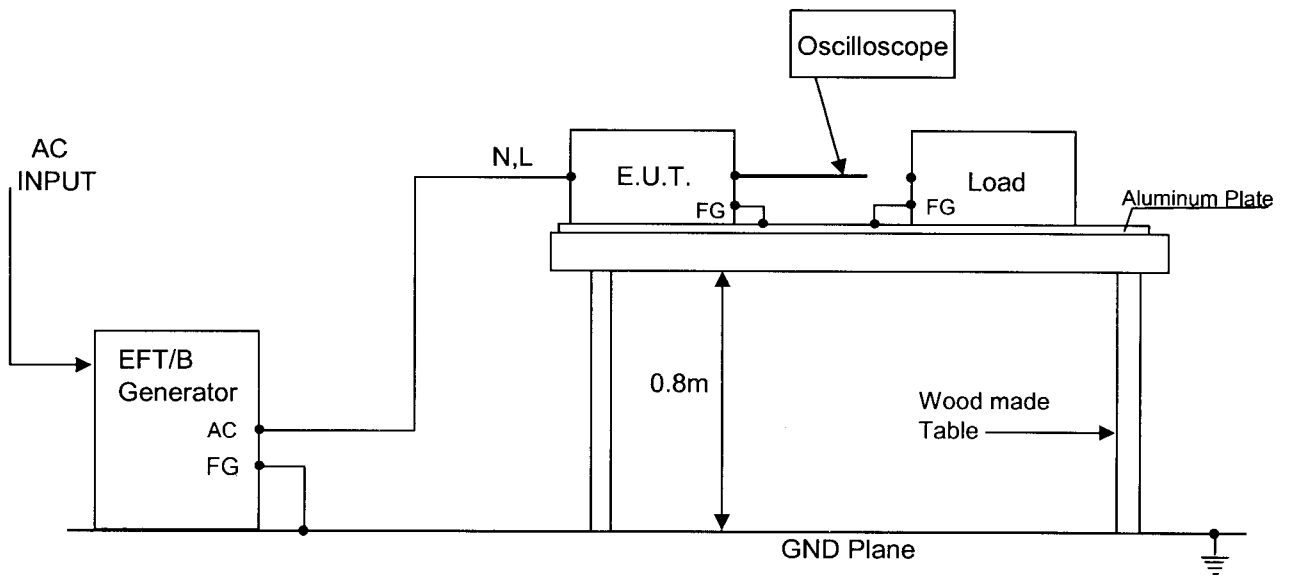 Oscilloscope
AC
INPUT
N,L
E.U.T.
FG
Load
FG
Aluminum Plate
EFT/B
Generator
AC
FG
0.8m
Wood made
Table
GND Plane